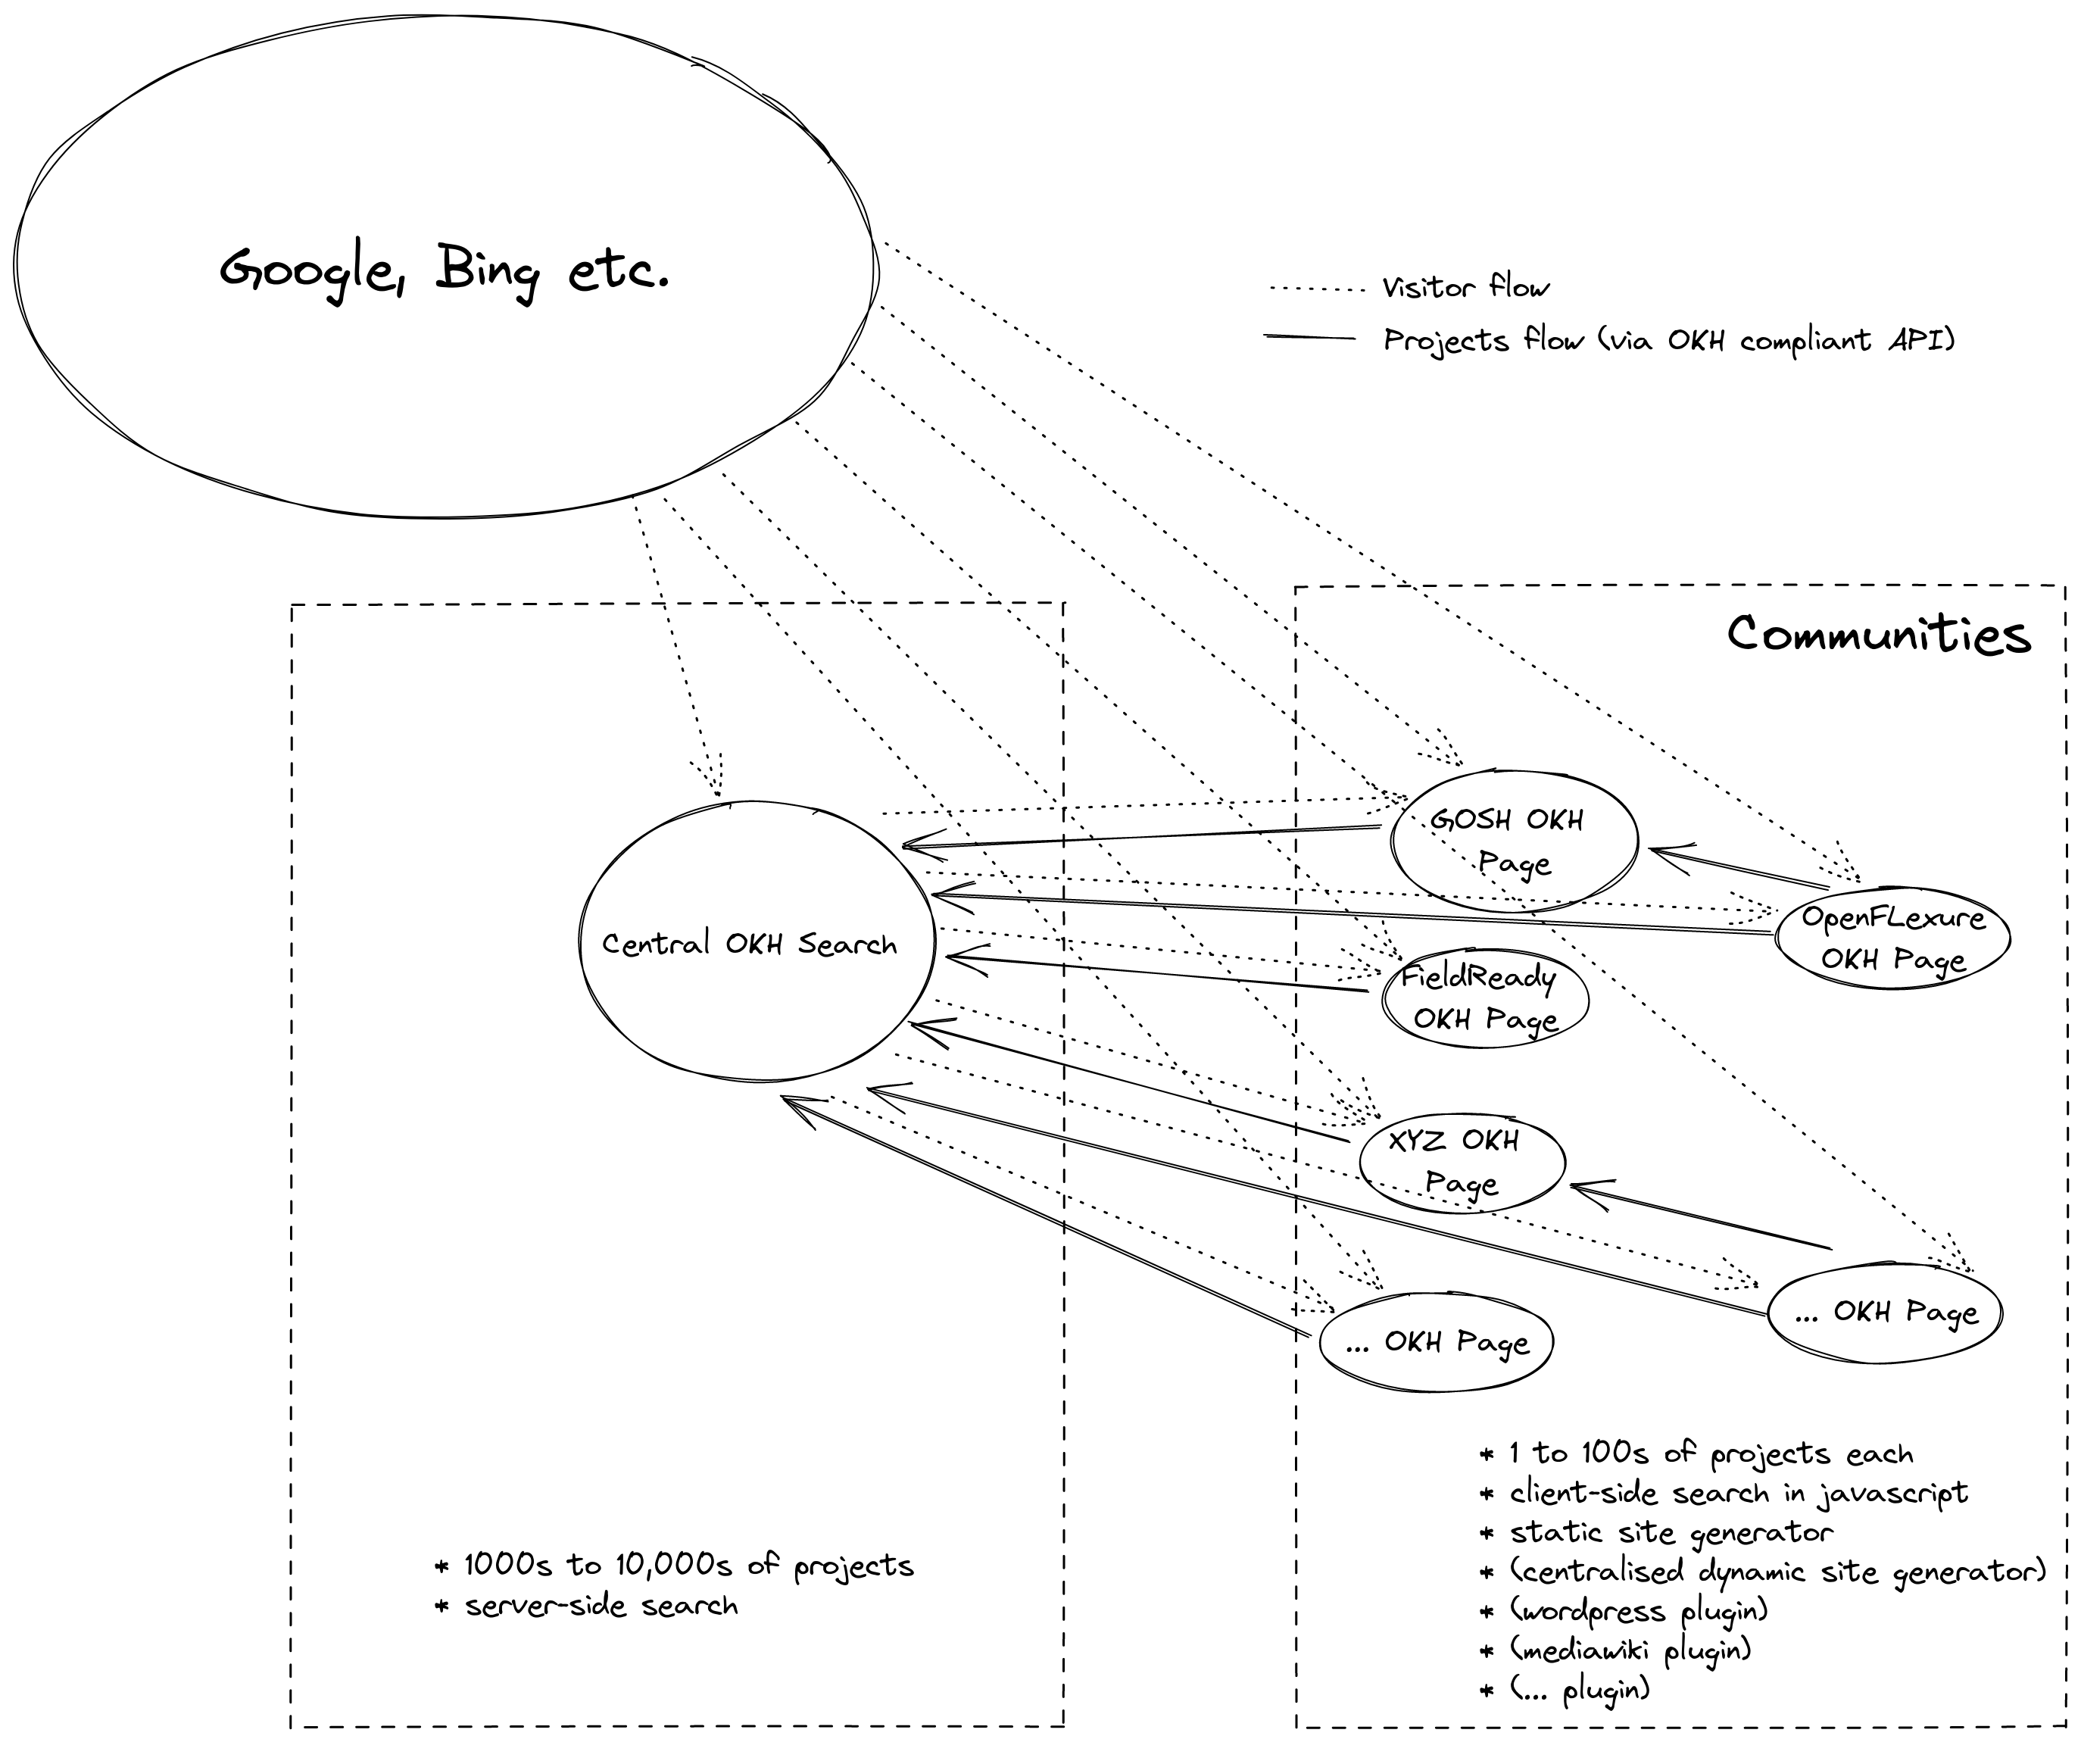 Google, Bing etc.
Visitor flow
Projects flow (via OKH compliant API)
Communities
GOSH OKH
Page
OpenFLexure
OKH Page
Central OKH Search
FieldReady
OKH Page
XYZ OKH
Page
... OKH Page
... OKH Page
* 1 to 100s of projects each
* client-side search in javascript
* static site generator
* (centralised dynamic site generator)
* (wordpress plugin)
* (mediawiki plugin)
* (... plugin)
* 1000s to 10,000s of projects
* server-side search